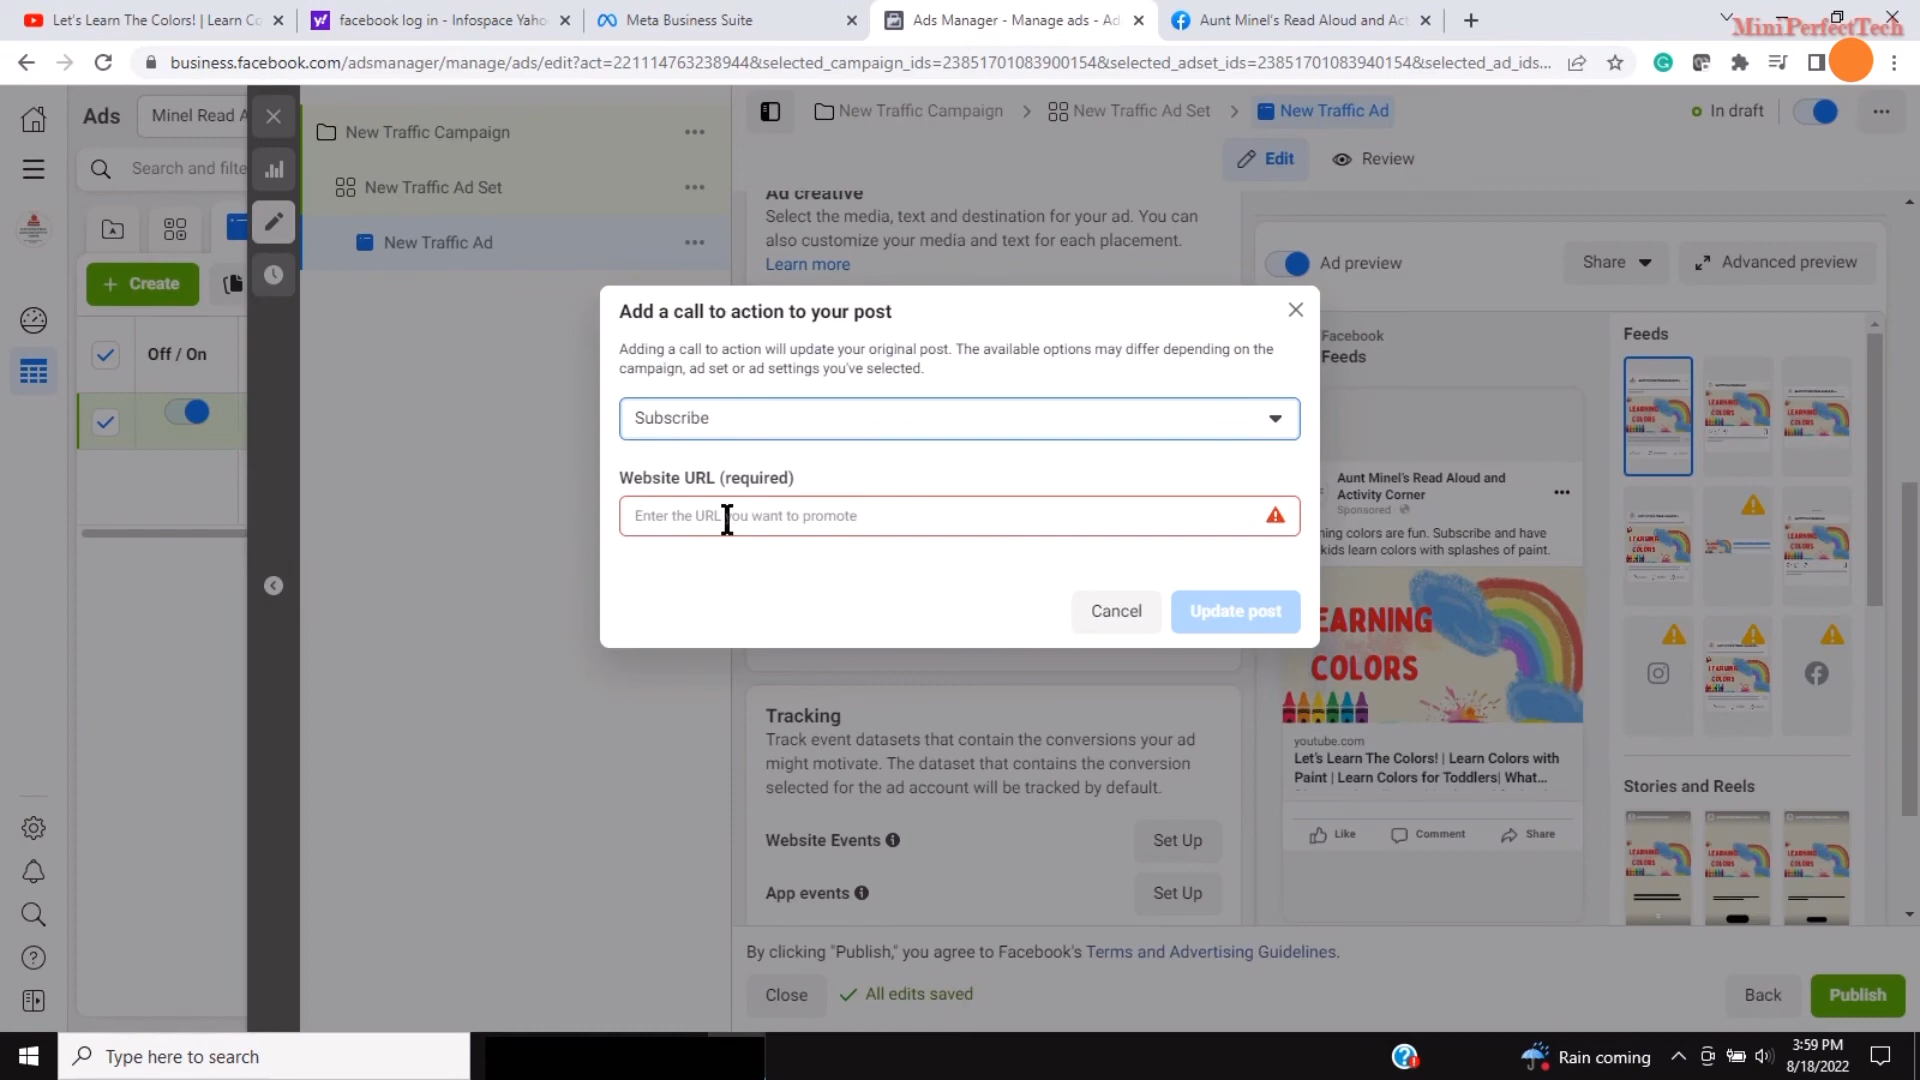 Let's Learn The Colors! | Learn Co
facebook log in - Infospace Yaho
Meta Business Suite
Ads Manager - Manage ads - Ad
Aunt Minel's Read Aloud and Act
MiniPerfectTech
business.facebook.com/adsmanager/manage/ads/edit?act=221114763238944&selected_campaign_ids=23851701083900154&selected_adset_ids=23851701083940154&selected_ad_ids...
Ads
Minel Read A
New Traffic Campaign
New Traffic Campaign
New Traffic Ad Set
New Traffic Ad
In draft
Edit
Review
Search and filte
New Traffic Ad Set
New Traffic Ad
Ad creative
Select the media, text and destination for your ad. You can
also customize your media and text for each placement.
Learn more
Ad preview
Share
Advanced preview
Create
Off / On
Add a call to action to your post
Adding a call to action will update your original post. The available options may differ depending on the
campaign, ad set or ad settings you've selected.
Subscribe
Website URL (required)
Enter the URL you want to promote
Cancel
Update post
Facebook
Feeds
Aunt Minel's Read Aloud and
Activity Corner
Sponsored
ning colors are fun. Subscribe and have
kids learn colors with splashes of paint.
EARNING
COLORS
youtube.com
Let's Learn The Colors! | Learn Colors with
Paint | Learn Colors for Toddlers| What...
Like
Comment
Share
Feeds
LEARNING
COLORS
Stories and Reels
Tracking
Track event datasets that contain the conversions your ad
might motivate. The dataset that contains the conversion
selected for the ad account will be tracked by default.
Website Events
Set Up
App events
Set Up
By clicking "Publish," you agree to Facebook's Terms and Advertising Guidelines.
Close
All edits saved
Back
Publish
Type here to search
Rain coming
3:59 PM
8/18/2022